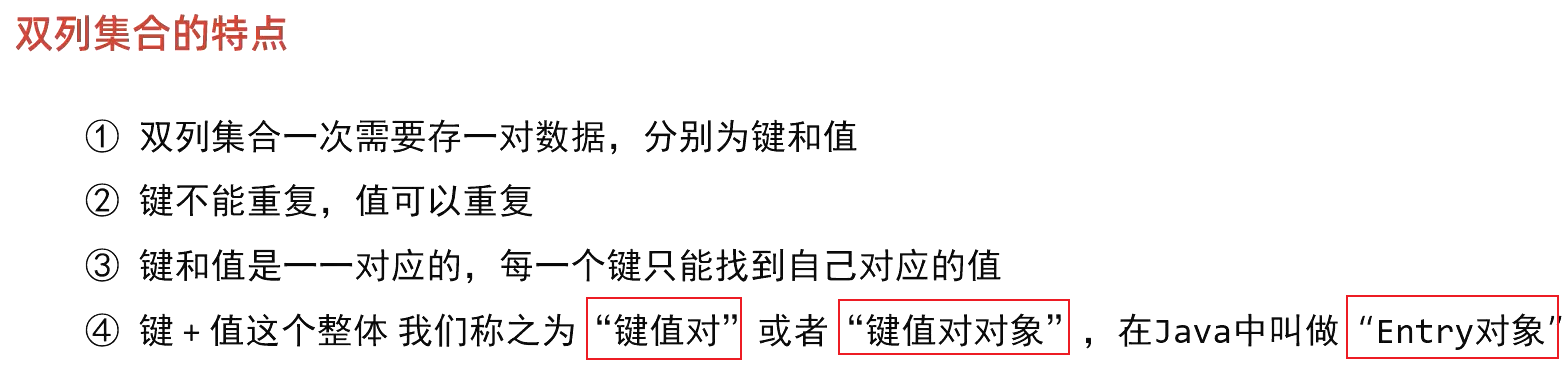 双列集合的特点
① 双列集合一次需要存一对数据，分别为键和值
② 键不能重复，值可以重复
③ 键和值是一一对应的，每一个键只能找到自己对应的值
④ 键 + 值这个整体 我们称之为 “键值对” 或者 “键值对对象” ，在Java中叫做 “Entry对象”